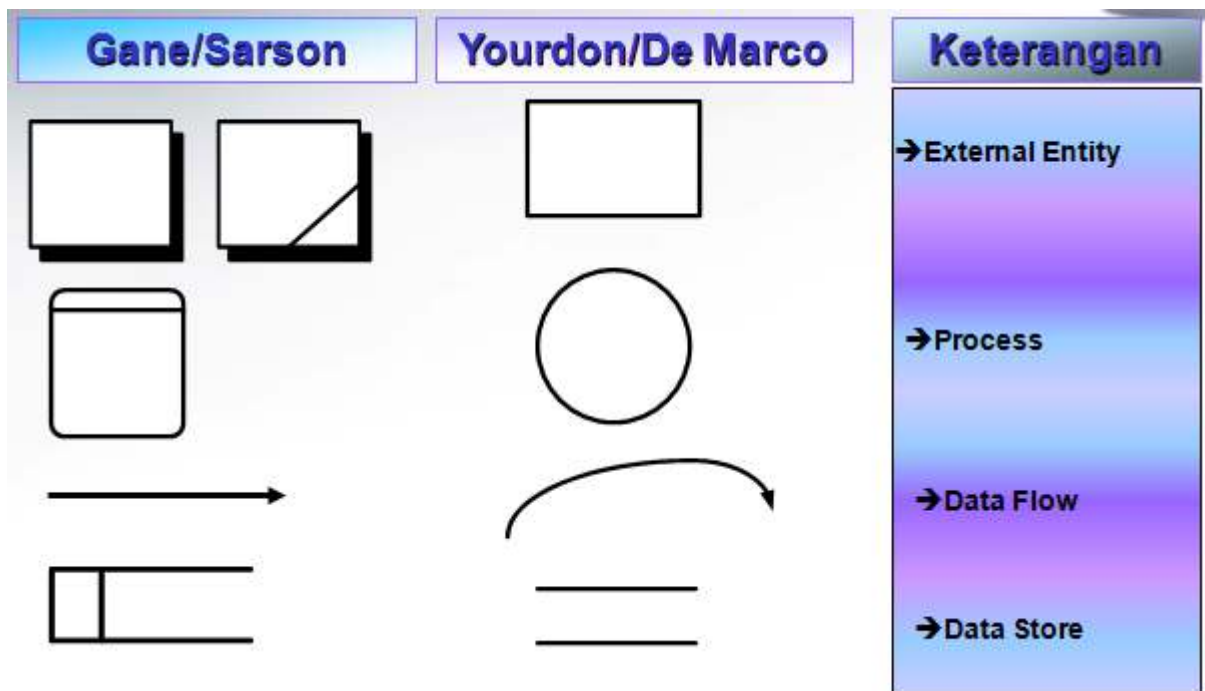 Gane/Sarson
Yourdon/De Marco
Keterangan
➔External Entity
➔Process
➔Data Flow
➔Data Store